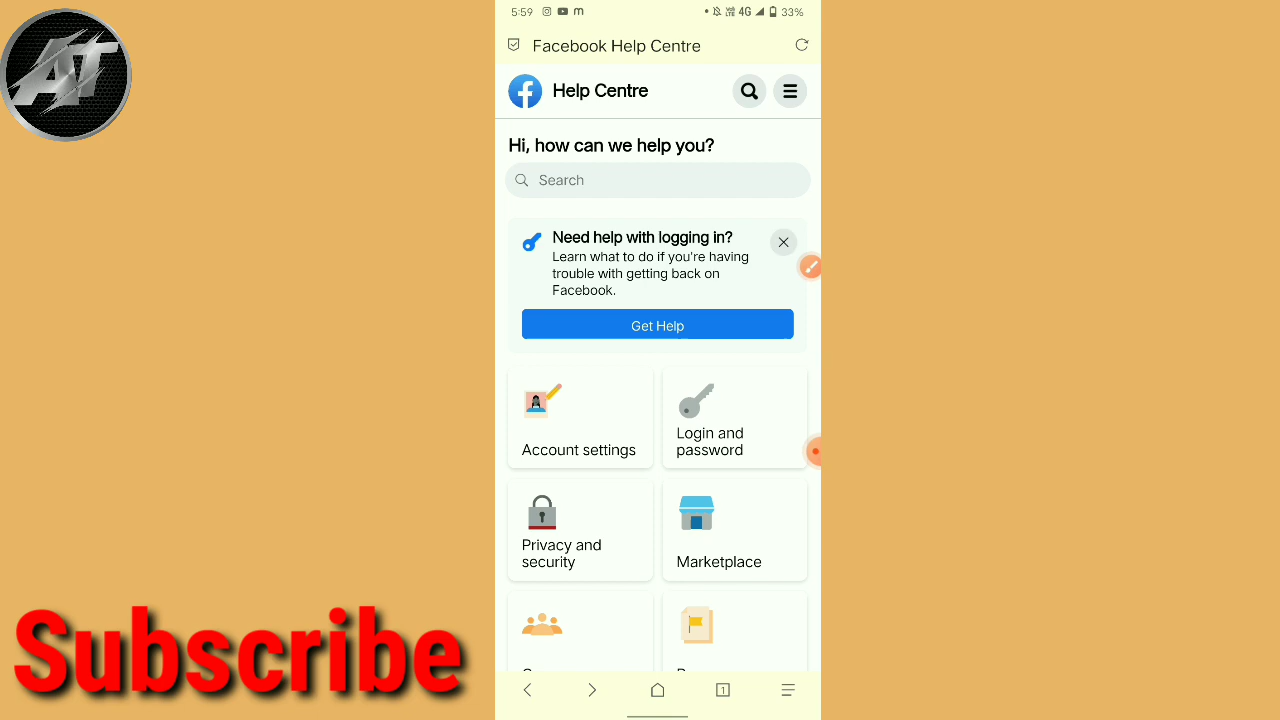 AT
5:59
4G
33%
Facebook Help Centre
Help Centre
Hi, how can we help you?
Search
Need help with logging in?
Learn what to do if you're having
trouble with getting back on
Facebook.
Get Help
Account settings
Login and
password
Privacy and
security
Marketplace
1
Subscribe